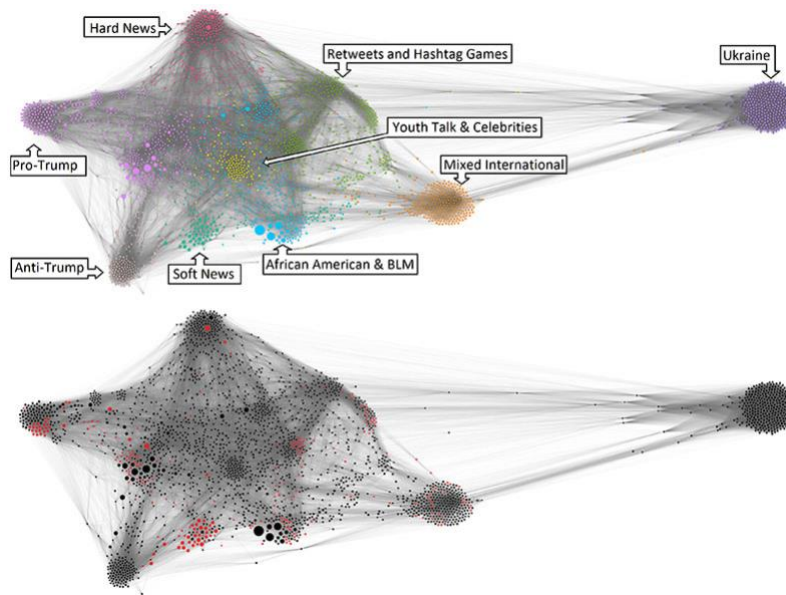 Hard News
Retweets and Hashtag Games
Ukraine
Youth Talk & Celebrities
Pro-Trump
Mixed International
Anti-Trump
Soft News
African American & BLM